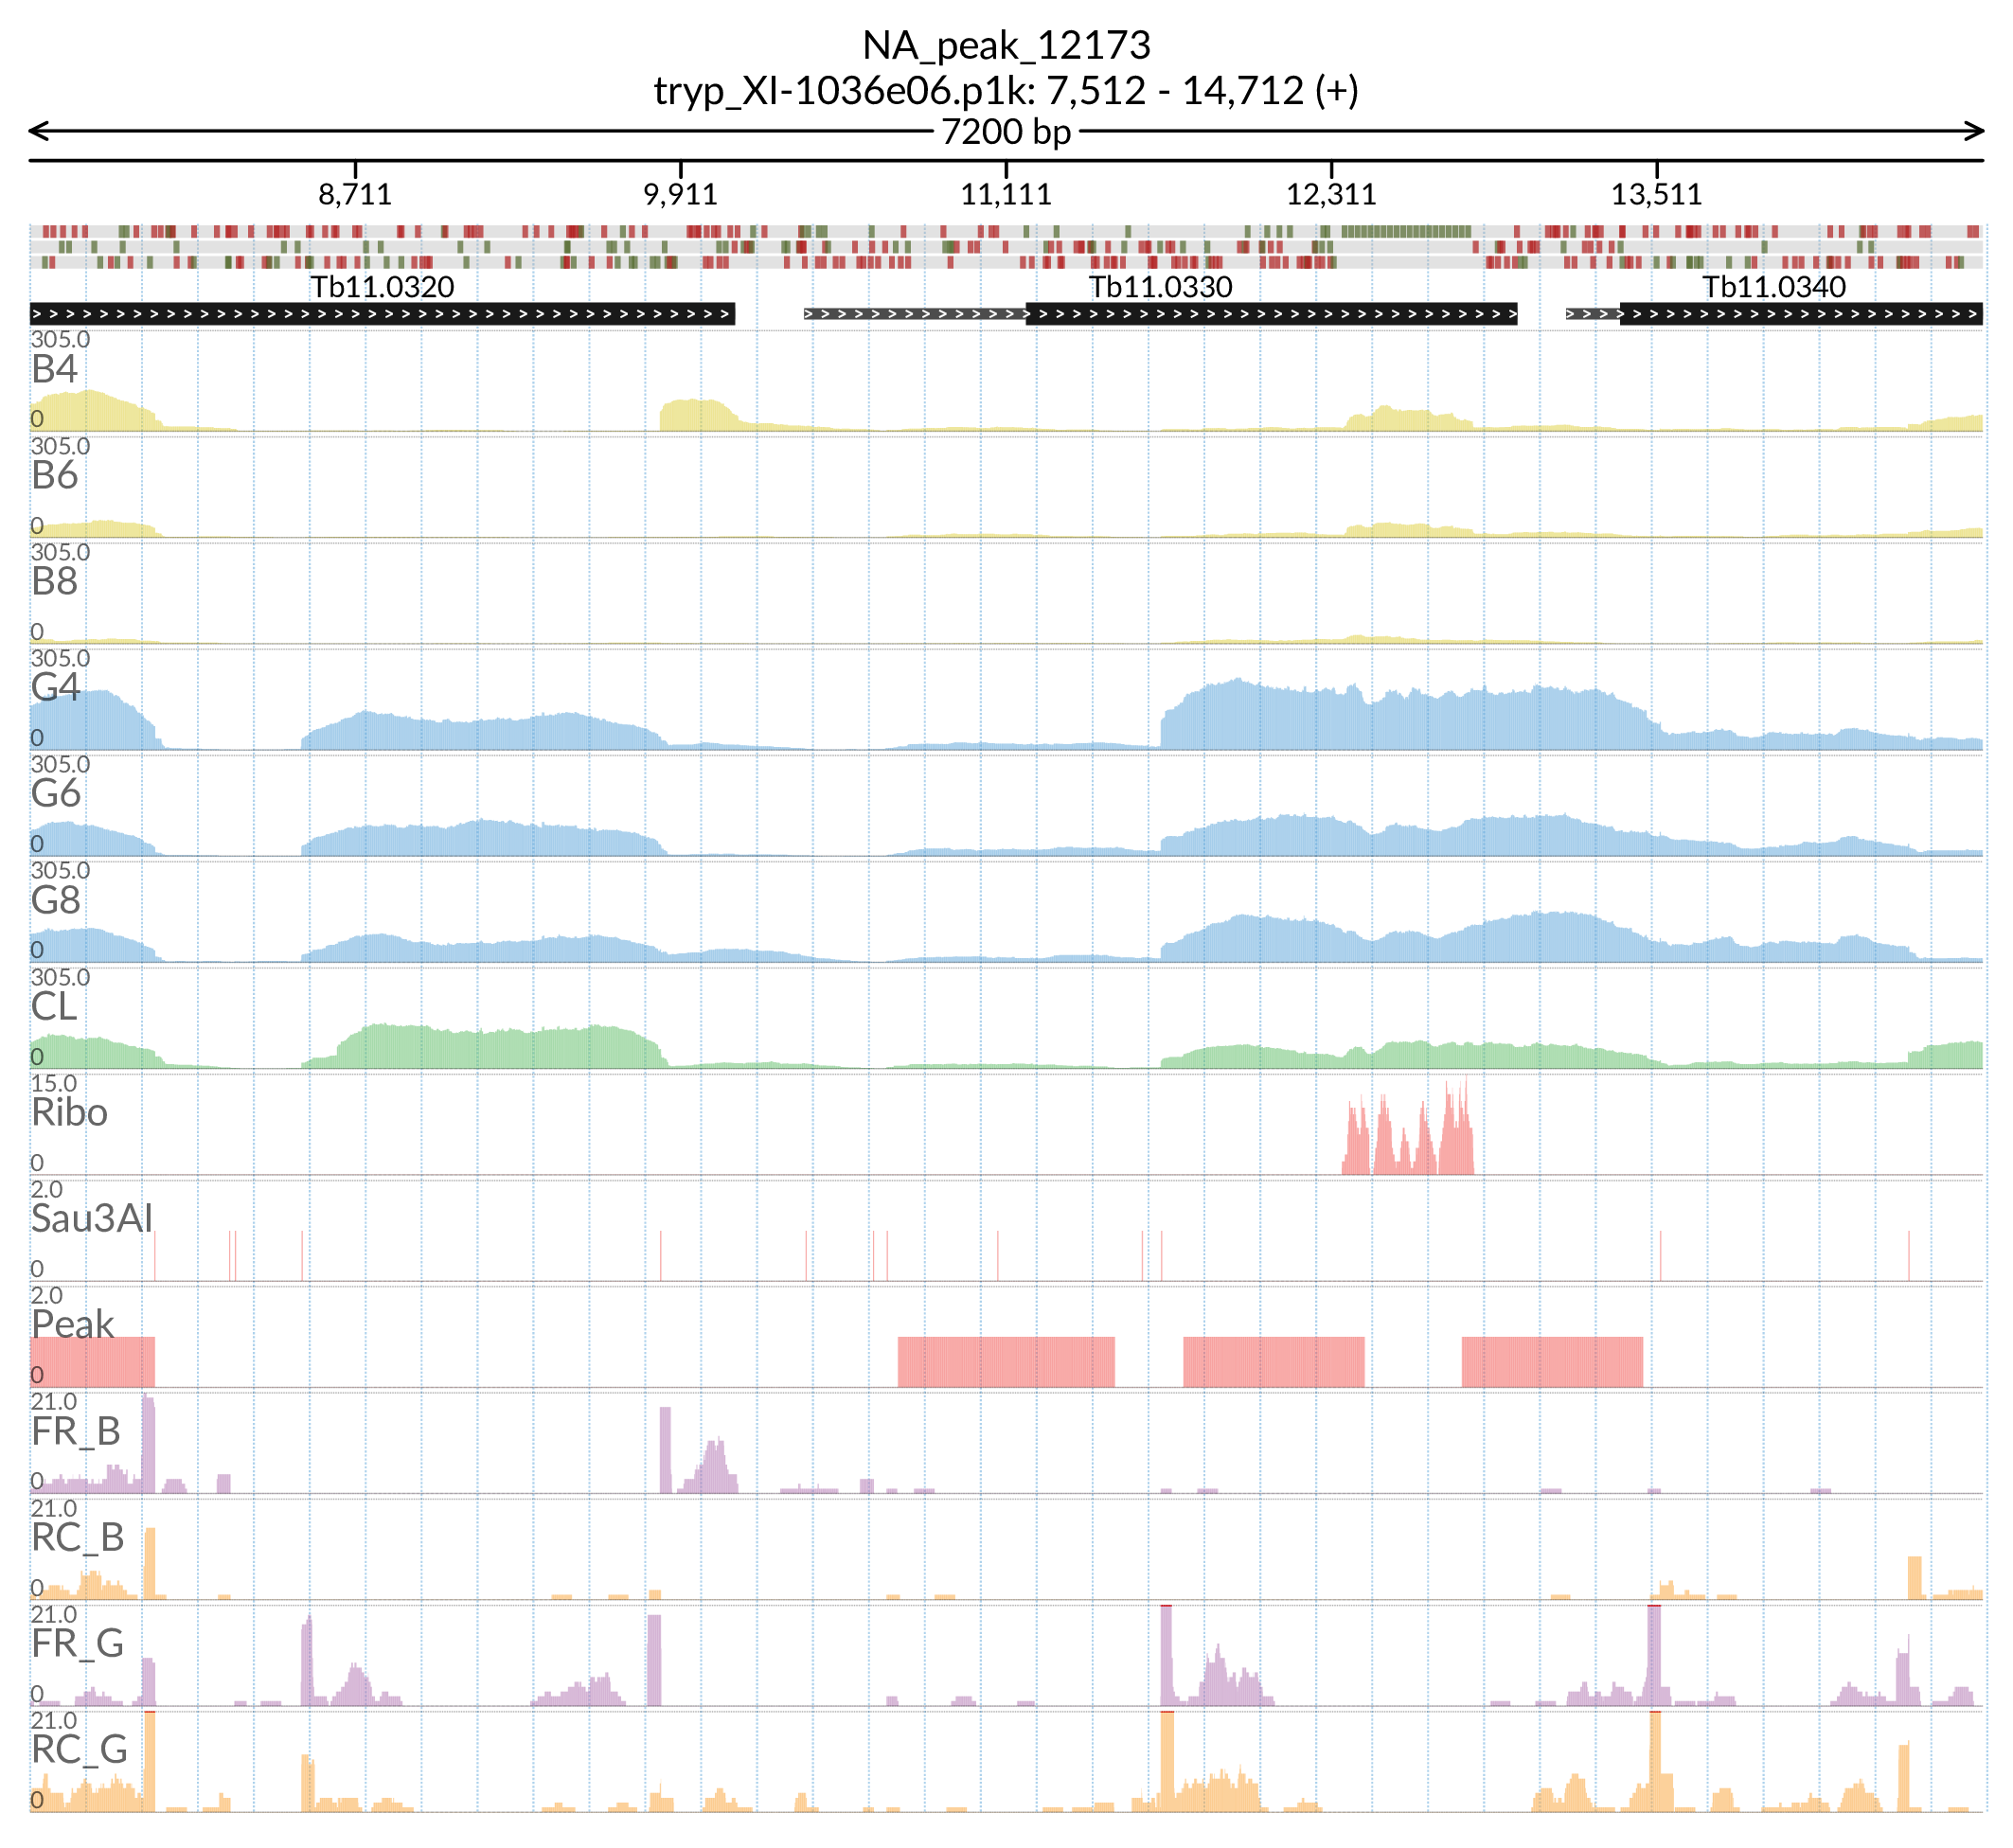 NA_peak_12173
tryp_XI-1036e06.p1k: 7,512 - 14,712 (+)
7200 bp
8,711 9,911 11,111 12,311 13,511
Tb11.0320 Tb11.0330 Tb11.0340
305.0
B4
0
305.0
B6
0
305.0
B8
0
305.0
G4
0
305.0
G6
0
305.0
G8
0
305.0
CL
0
15.0
Ribo
0
2.0
Sau3AI
0
2.0
Peak
0
21.0
FR_B
0
21.0
RC_B
0
21.0
FR_G
0
21.0
RC_G
0